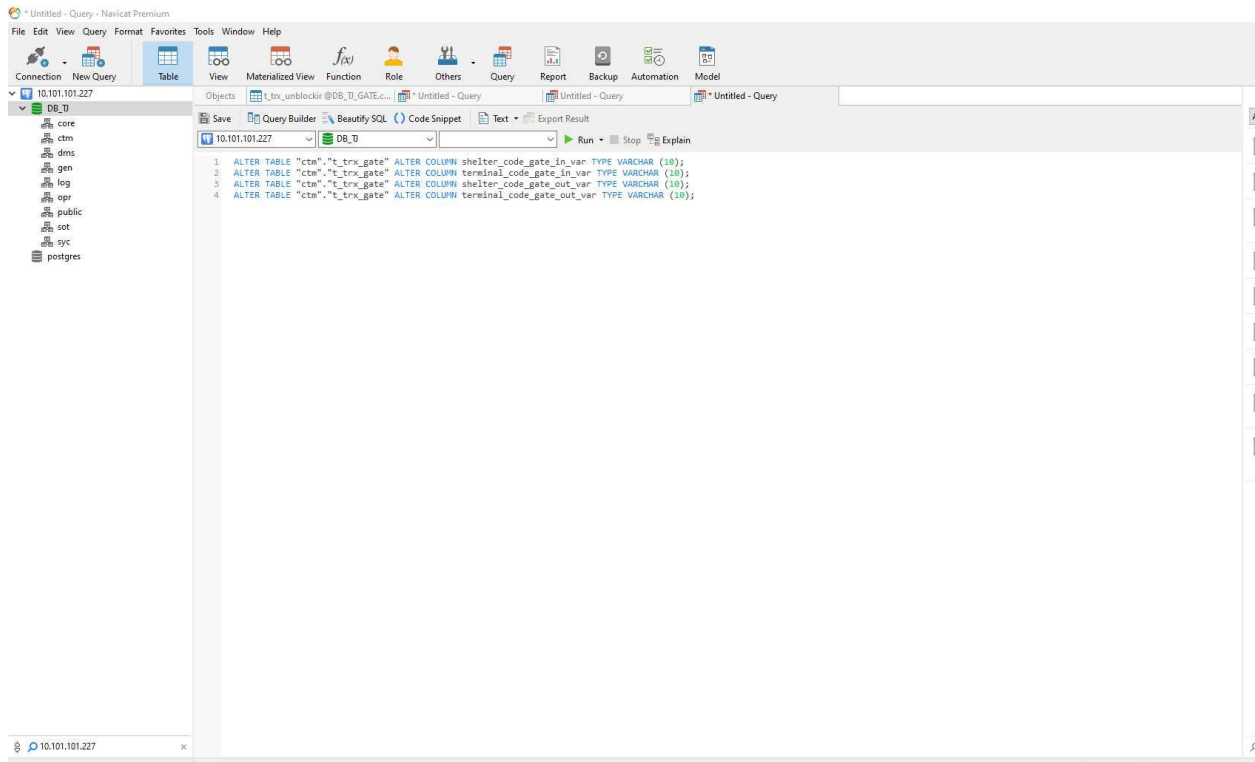 * Untitled - Query - Navicat Premium
File Edit View Query Format Favorites Tools Window Help
Connection New Query Table View Materialized View Function Role Others Query Report Backup Automation Model
10.101.101.227
DB_TJ
core
ctm
dms
gen
log
opr
public
sot
syc
postgres
Objects t_trx_unblockir @DB_TJ_GATE.c... * Untitled - Query Untitled - Query * Untitled - Query
Save Query Builder Beautify SQL () Code Snippet Text Export Result
10.101.101.227 DB_TJ Run Stop Explain
1 ALTER TABLE "ctm"."t_trx_gate" ALTER COLUMN shelter_code_gate_in_var TYPE VARCHAR (10);
2 ALTER TABLE "ctm"."t_trx_gate" ALTER COLUMN terminal_code_gate_in_var TYPE VARCHAR (10);
3 ALTER TABLE "ctm"."t_trx_gate" ALTER COLUMN shelter_code_gate_out_var TYPE VARCHAR (10);
4 ALTER TABLE "ctm"."t_trx_gate" ALTER COLUMN terminal_code_gate_out_var TYPE VARCHAR (10);
10.101.101.227